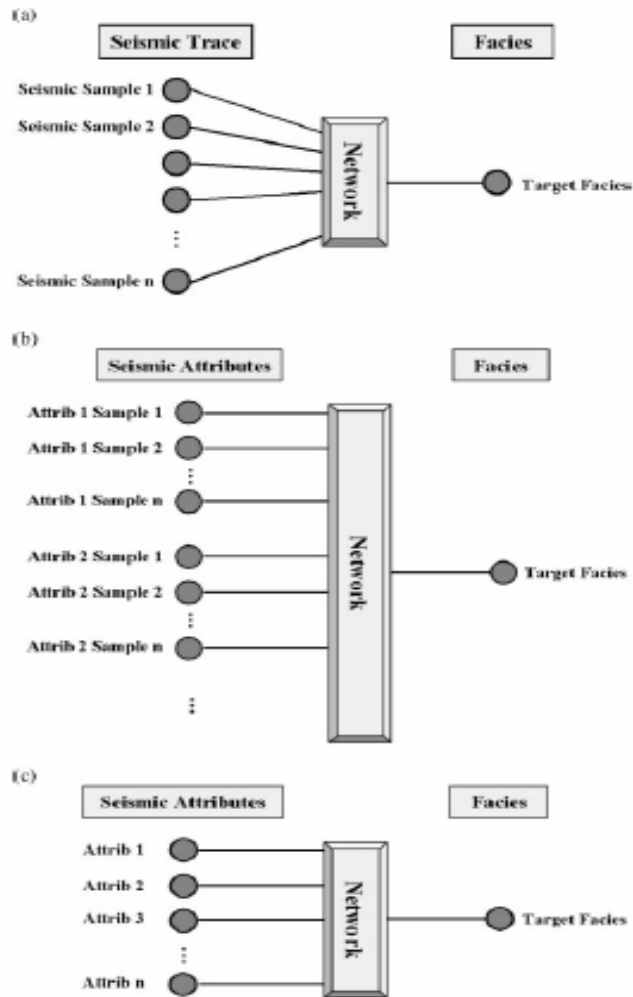 (a)
Seismic Trace Facies
Seismic Sample 1
Seismic Sample 2
Network
Target Facies
⋮
Seismic Sample n
(b)
Seismic Attributes Facies
Attrib 1 Sample 1
Attrib 1 Sample 2
⋮
Attrib 1 Sample n
Attrib 2 Sample 1
Network
Target Facies
Attrib 2 Sample 2
⋮
Attrib 2 Sample n
⋮
(c)
Seismic Attributes Facies
Attrib 1
Attrib 2
Attrib 3
Network
Target Facies
⋮
Attrib n